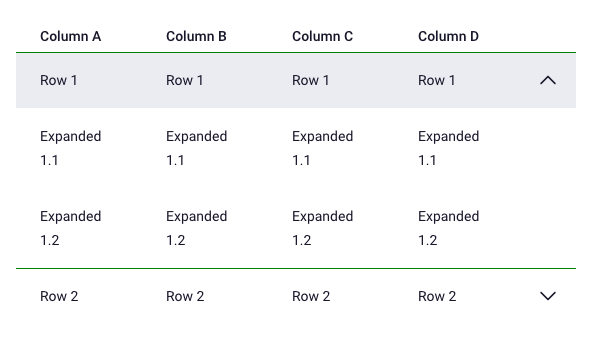 Column A Column B Column C Column D
Row 1 Row 1 Row 1 Row 1
Expanded Expanded Expanded Expanded
1.1 1.1 1.1 1.1
Expanded Expanded Expanded Expanded
1.2 1.2 1.2 1.2
Row 2 Row 2 Row 2 Row 2